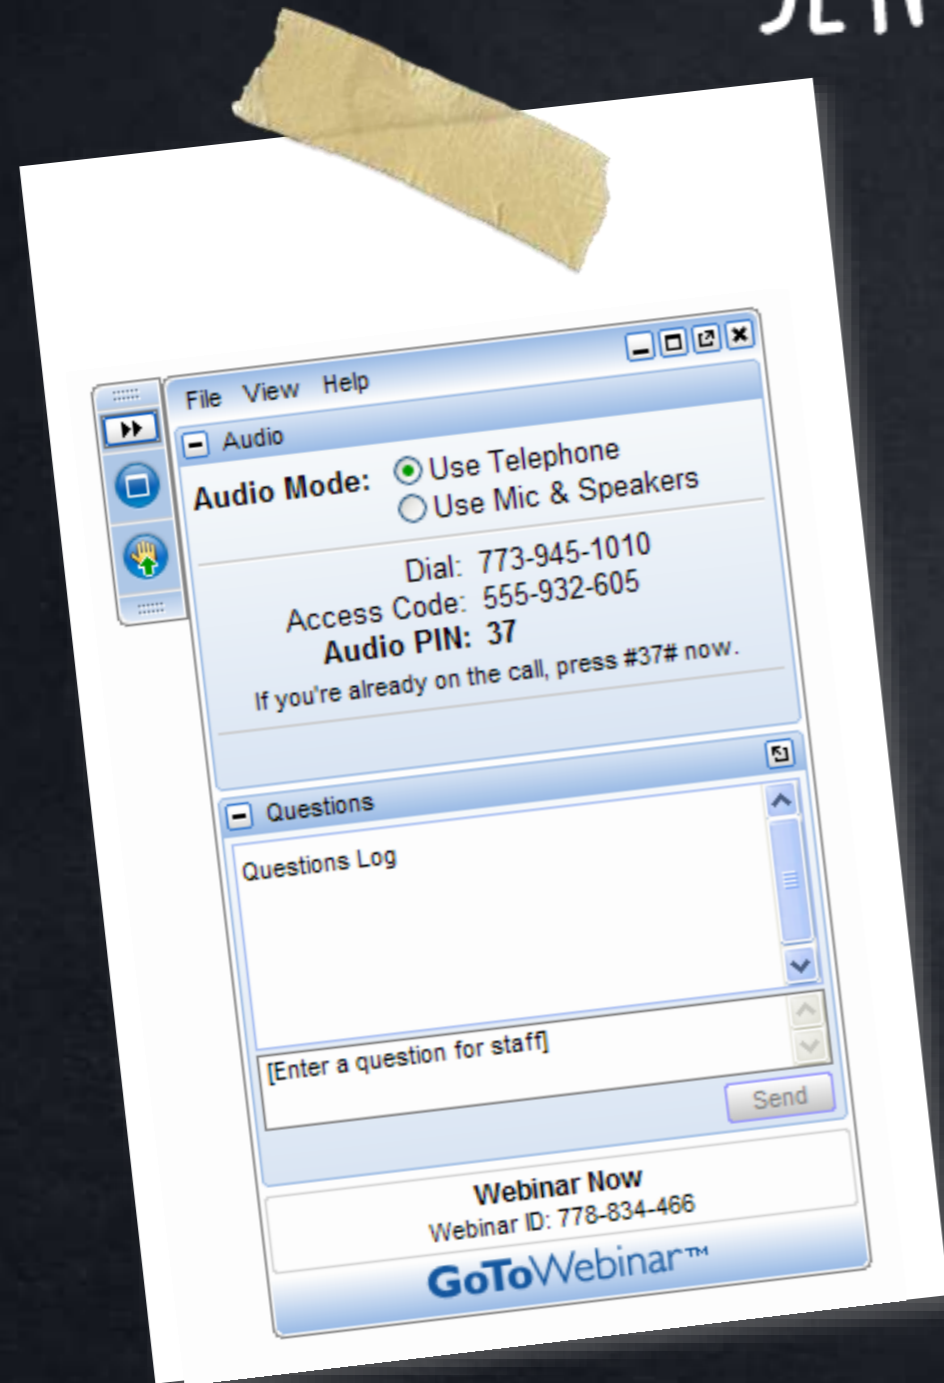 File View Help
Audio
Audio Mode: Use Telephone
Use Mic & Speakers
Dial: 773-945-1010
Access Code: 555-932-605
Audio PIN: 37
If you're already on the call, press #37# now.
Questions
Questions Log
[Enter a question for staff]
Send
Webinar Now
Webinar ID: 778-834-466
GoToWebinar™